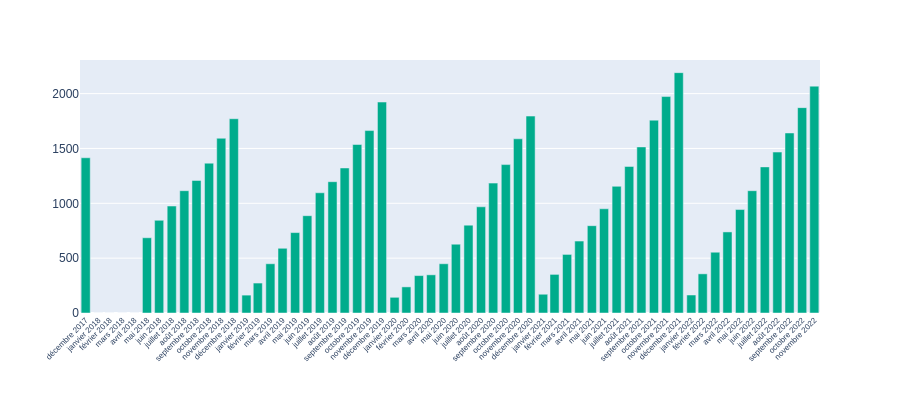 2000
1500
1000
500
0
décembre 2017
janvier 2018
février 2018
mars 2018
avril 2018
mai 2018
juin 2018
juillet 2018
août 2018
septembre 2018
octobre 2018
novembre 2018
décembre 2018
janvier 2019
février 2019
mars 2019
avril 2019
mai 2019
juin 2019
juillet 2019
août 2019
septembre 2019
octobre 2019
novembre 2019
décembre 2019
janvier 2020
février 2020
mars 2020
avril 2020
mai 2020
juin 2020
juillet 2020
août 2020
septembre 2020
octobre 2020
novembre 2020
décembre 2020
janvier 2021
février 2021
mars 2021
avril 2021
mai 2021
juin 2021
juillet 2021
août 2021
septembre 2021
octobre 2021
novembre 2021
décembre 2021
janvier 2022
février 2022
mars 2022
avril 2022
mai 2022
juin 2022
juillet 2022
août 2022
septembre 2022
octobre 2022
novembre 2022